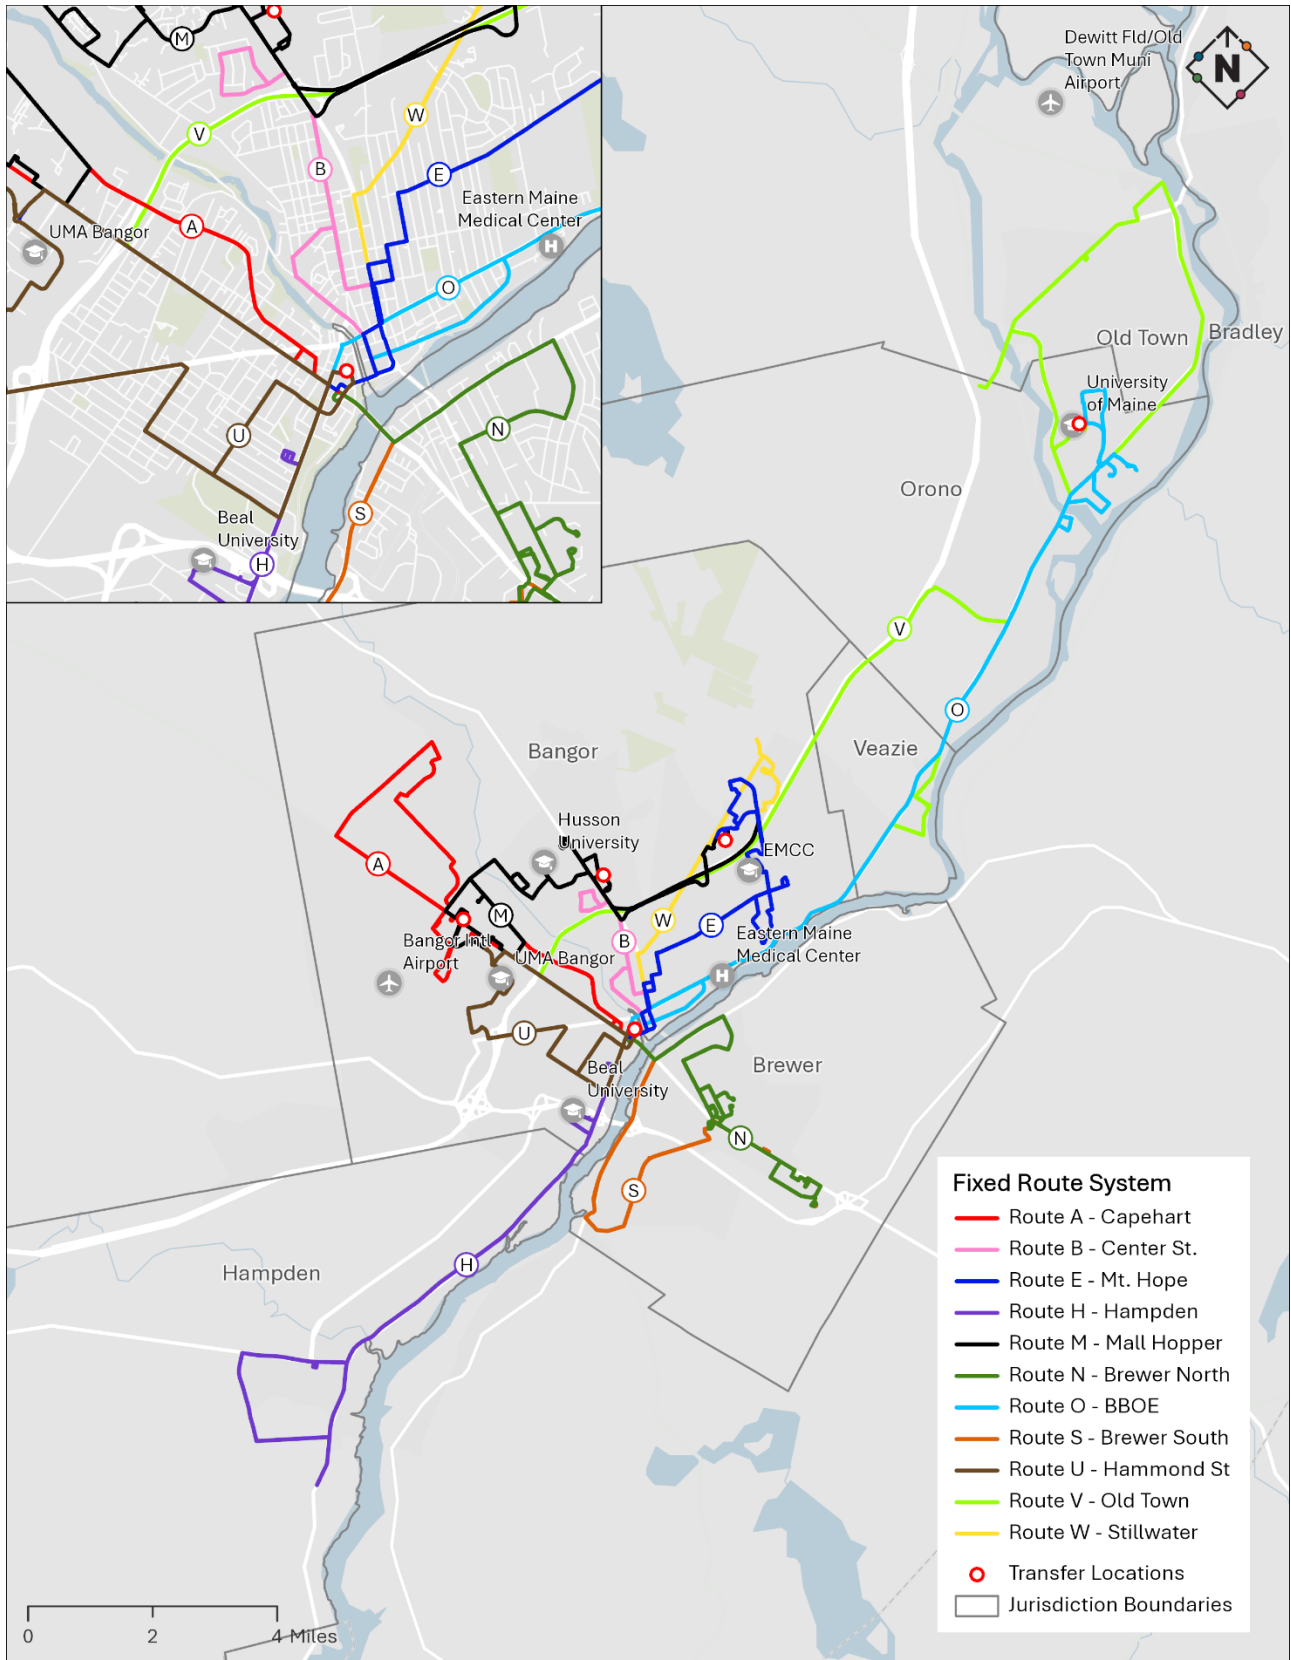 M
V
W
B
E
Eastern Maine
Medical Center
UMA Bangor
A
O
N
U
S
Beal
University
H
Dewitt Fld/Old
Town Muni
Airport
N
Old Town
Bradley
University
of Maine
Orono
V
O
Bangor
Veazie
Husson
University
A
EMCC
M
W
B
E
Eastern Maine
Medical Center
Bangor Intl
Airport
UMA Bangor
H
U
Beal
University
Brewer
N
S
Hampden
H
Fixed Route System
Route A - Capehart
Route B - Center St.
Route E - Mt. Hope
Route H - Hampden
Route M - Mall Hopper
Route N - Brewer North
Route O - BBOE
Route S - Brewer South
Route U - Hammond St
Route V - Old Town
Route W - Stillwater
Transfer Locations
Jurisdiction Boundaries
0 2 4 Miles